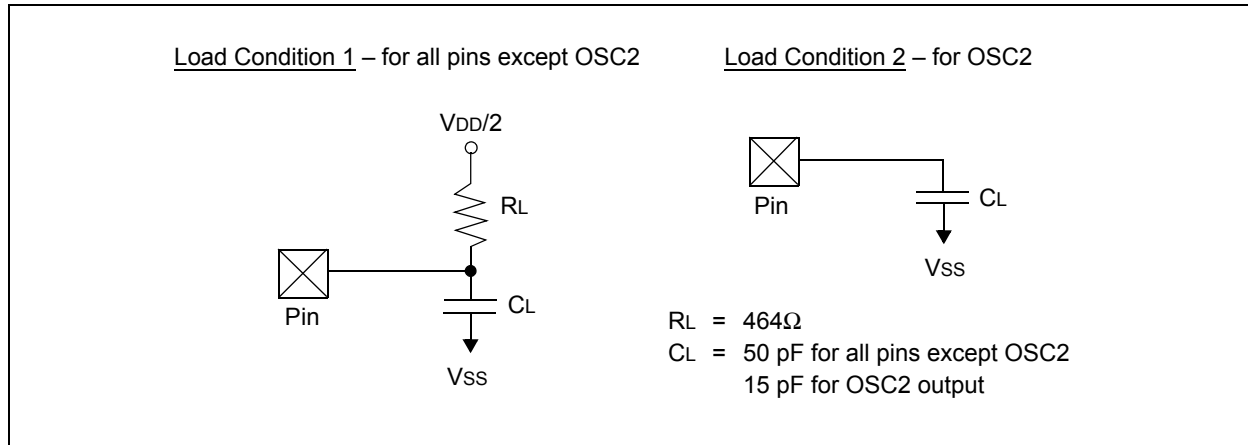 Load Condition 1 – for all pins except OSC2
VDD/2
RL
Pin
CL
VSS
Load Condition 2 – for OSC2
Pin
CL
VSS
RL = 464Ω
CL = 50 pF for all pins except OSC2
15 pF for OSC2 output